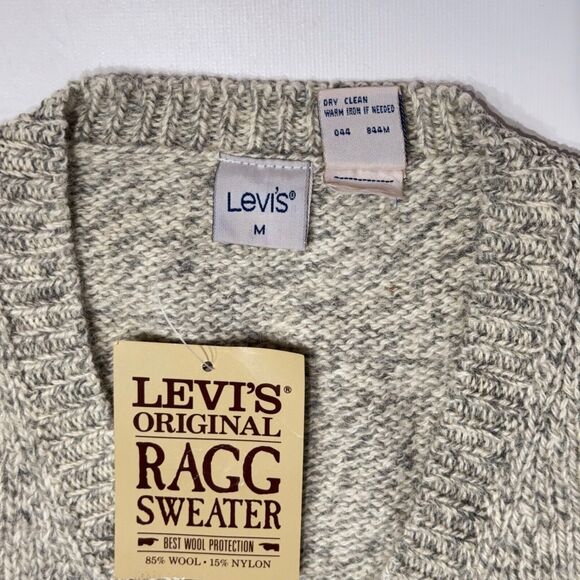 DRY CLEAN
WARM IRON IF NEEDED
044 844M
Levi's®
M
LEVI'S®
ORIGINAL
RAGG
SWEATER
BEST WOOL PROTECTION
85% WOOL • 15% NYLON